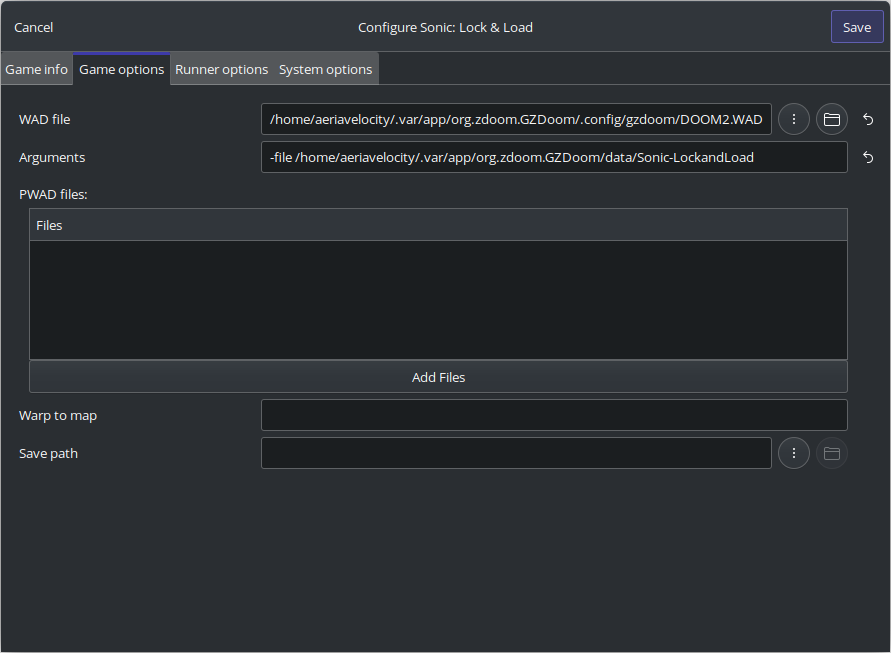 Cancel Configure Sonic: Lock & Load Save
Game info Game options Runner options System options
WAD file /home/aeriavelocity/.var/app/org.zdoom.GZDoom/.config/gzdoom/DOOM2.WAD
Arguments -file /home/aeriavelocity/.var/app/org.zdoom.GZDoom/data/Sonic-LockandLoad
PWAD files:
Files
Add Files
Warp to map
Save path